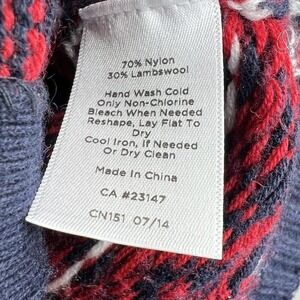 70% Nylon
30% Lambswool
Hand Wash Cold
Only Non-Chlorine
Bleach When Needed
Reshape, Lay Flat To
Dry
Cool Iron, If Needed
Or Dry Clean
Made In China
CA #23147
CN151 07/14